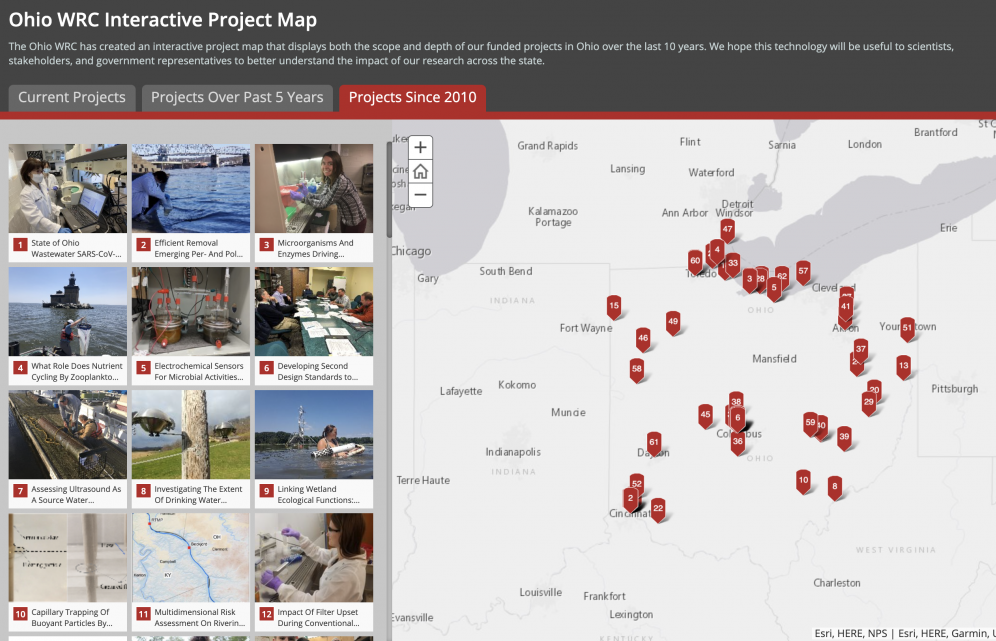 Ohio WRC Interactive Project Map
The Ohio WRC has created an interactive project map that displays both the scope and depth of our funded projects in Ohio over the last 10 years. We hope this technology will be useful to scientists,
stakeholders, and government representatives to better understand the impact of our research across the state.
Current Projects
Projects Over Past 5 Years
Projects Since 2010
1 State of Ohio
Wastewater SARS-CoV-...
2 Efficient Removal
Emerging Per- And Pol...
3 Microorganisms And
Enzymes Driving...
4 What Role Does Nutrient
Cycling By Zooplankto...
5 Electrochemical Sensors
For Microbial Activities...
6 Developing Second
Design Standards to...
7 Assessing Ultrasound As
A Source Water...
8 Investigating The Extent
Of Drinking Water...
9 Linking Wetland
Ecological Functions:...
10 Capillary Trapping Of
Buoyant Particles By...
11 Multidimensional Risk
Assessment On Riverin...
12 Impact Of Filter Upset
During Conventional...
+
−
Grand Rapids
Flint
Sarnia
London
Brantford
Lansing
Waterford
Kalamazoo
Portage
Ann Arbor
Detroit
Windsor
Erie
47
4
60
33
Chicago
Gary
South Bend
3
5
62
57
Cleveland
INDIANA
OHIO
15
41
Akron
51
Fort Wayne
49
46
37
Mansfield
58
13
Lafayette
Kokomo
20
29
Pittsburgh
Muncie
45
38
6
36
59
40
39
Indianapolis
INDIANA
61
OHIO
Terre Haute
52
2
22
10
8
WEST VIRGINIA
Charleston
Louisville
Frankfort
Evansville
Lexington
KENTUCKY
Esri, HERE, NPS | Esri, HERE, Garmin,